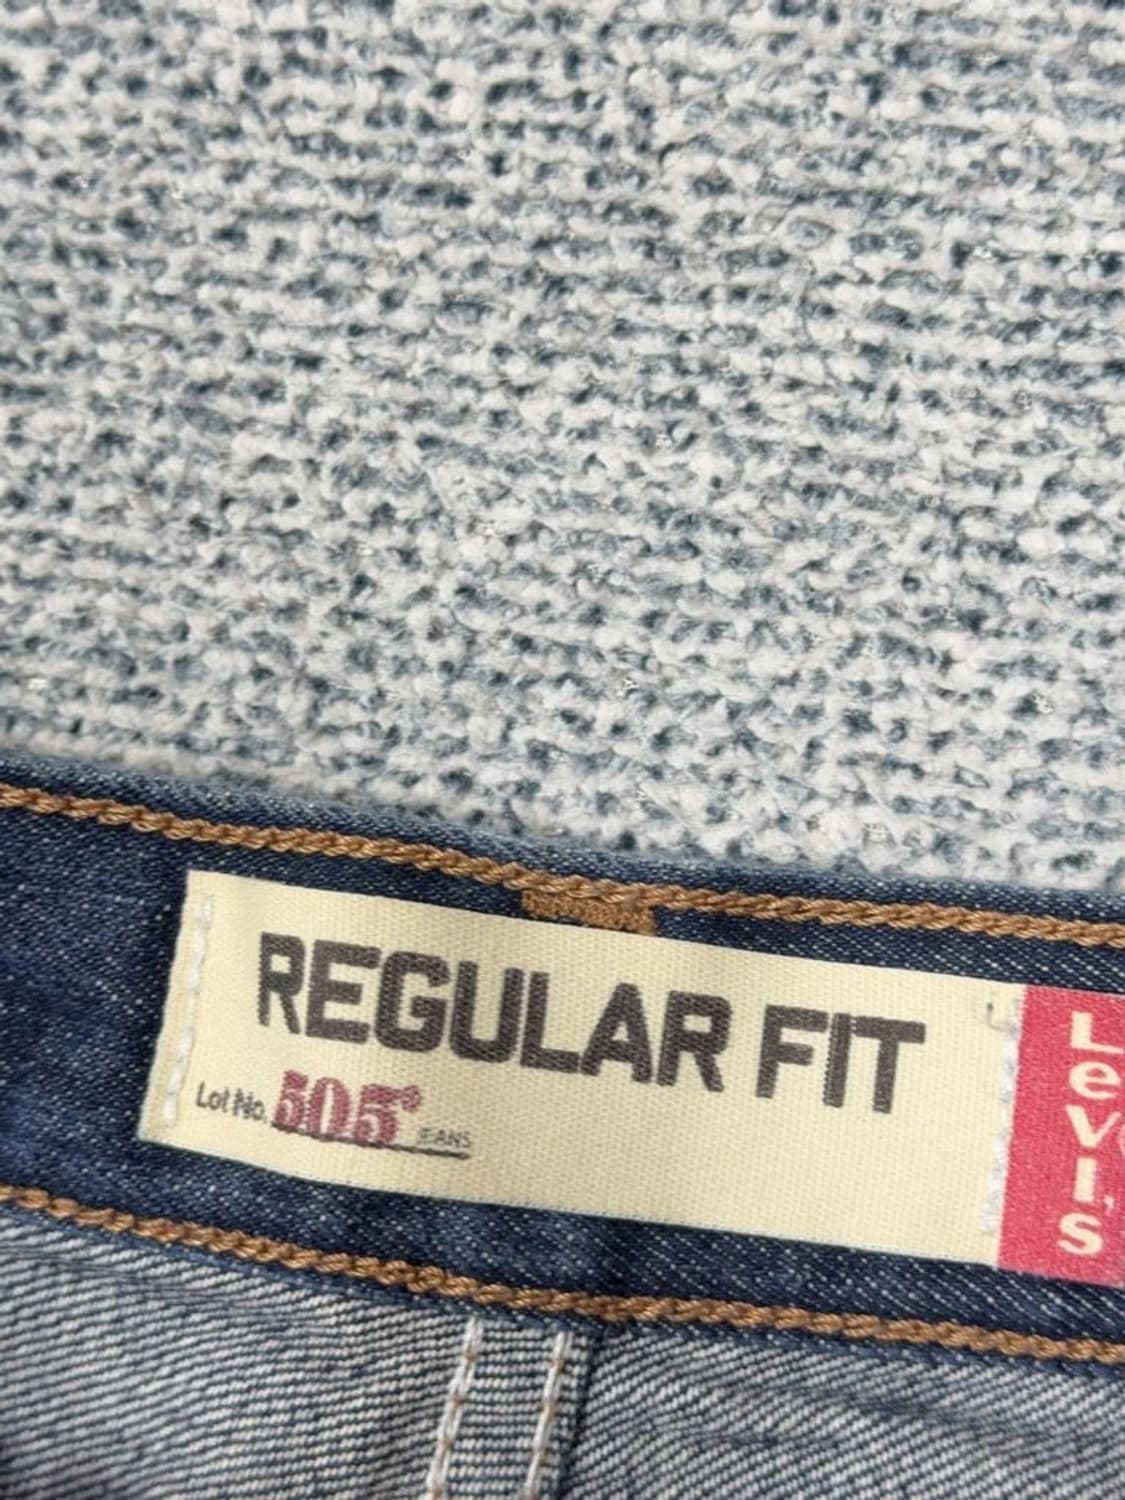 REGULAR FIT
Lot No. 505® JEANS
Levi's